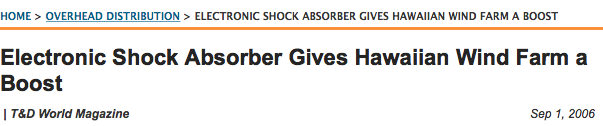 HOME > OVERHEAD DISTRIBUTION > ELECTRONIC SHOCK ABSORBER GIVES HAWAIIAN WIND FARM A BOOST
Electronic Shock Absorber Gives Hawaiian Wind Farm a
Boost
| T&D World Magazine Sep 1, 2006